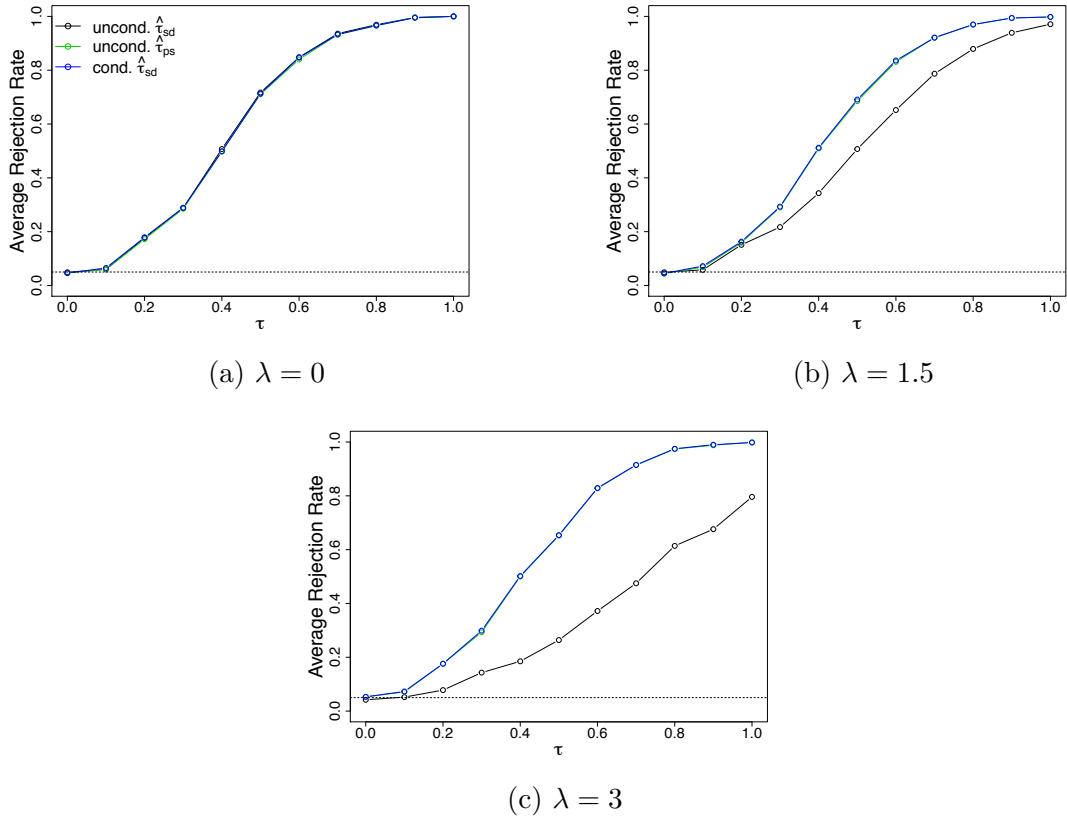 uncond. τ̂sd
uncond. τ̂ps
cond. τ̂sd
Average Rejection Rate
0.0 0.2 0.4 0.6 0.8 1.0
0.0 0.2 0.4 0.6 0.8 1.0
τ
(a) λ = 0
Average Rejection Rate
0.0 0.2 0.4 0.6 0.8 1.0
0.0 0.2 0.4 0.6 0.8 1.0
τ
(b) λ = 1.5
Average Rejection Rate
0.0 0.2 0.4 0.6 0.8 1.0
0.0 0.2 0.4 0.6 0.8 1.0
τ
(c) λ = 3